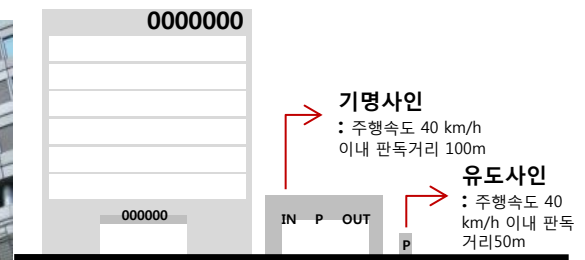 0000000
기명사인
: 주행속도 40 km/h
이내 판독거리 100m
유도사인
: 주행속도 40
km/h 이내 판독
거리50m
000000
IN P OUT
P